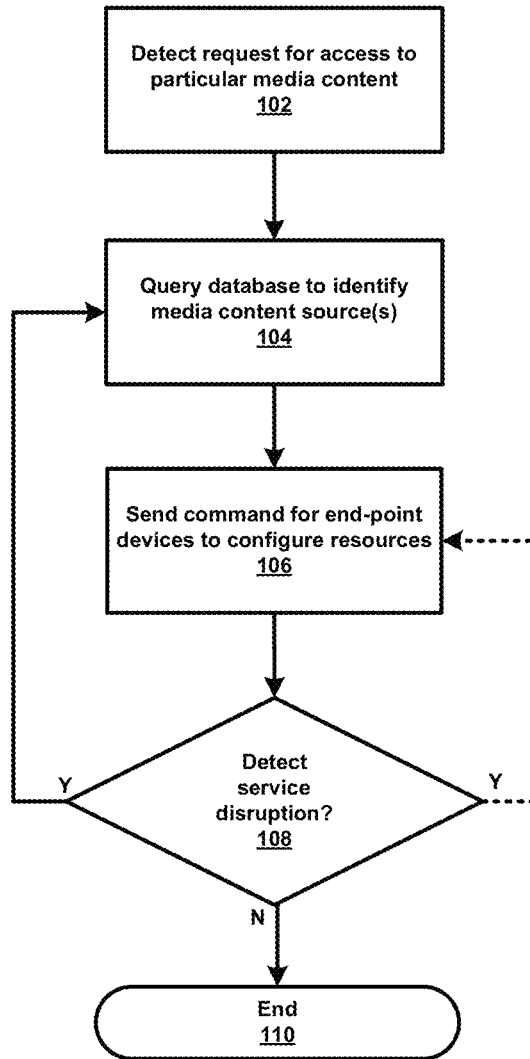 Detect request for access to
particular media content
102
Query database to identify
media content source(s)
104
Send command for end-point
devices to configure resources
106
Detect
service
disruption?
108
Y
Y
N
End
110